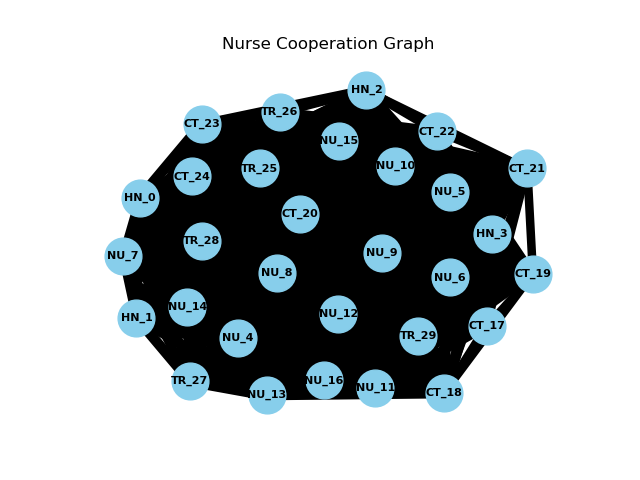 Nurse Cooperation Graph
HN_2
TR_26
CT_23
CT_22
NU_15
NU_10
CT_21
TR_25
CT_24
NU_5
HN_0
CT_20
HN_3
TR_28
NU_9
NU_7
NU_8
CT_19
NU_6
NU_14
NU_12
HN_1
CT_17
TR_29
NU_4
TR_27
NU_16
NU_11
CT_18
NU_13